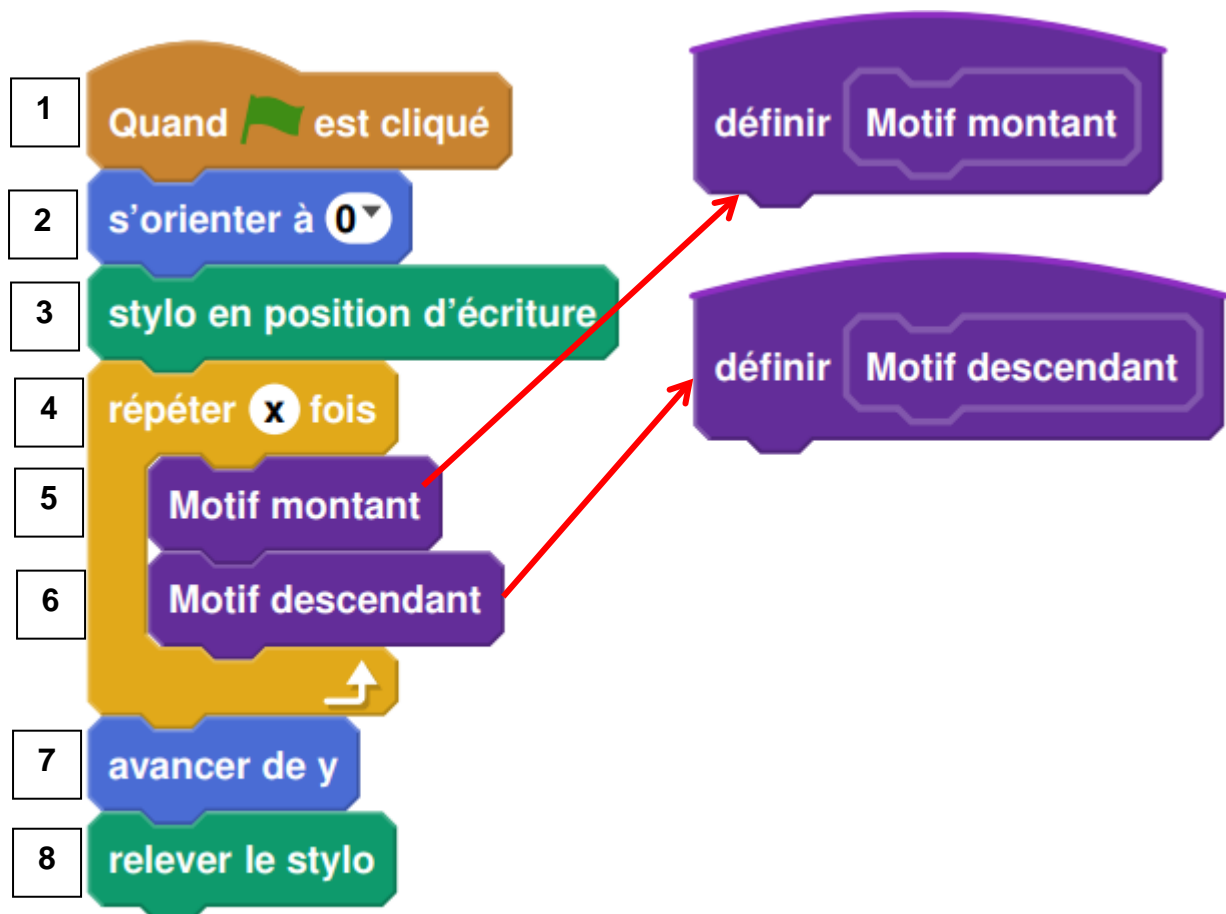 1 Quand est cliqué
2 s'orienter à 0
3 stylo en position d'écriture
4 répéter x fois
5 Motif montant
6 Motif descendant
7 avancer de y
8 relever le stylo
définir Motif montant
définir Motif descendant